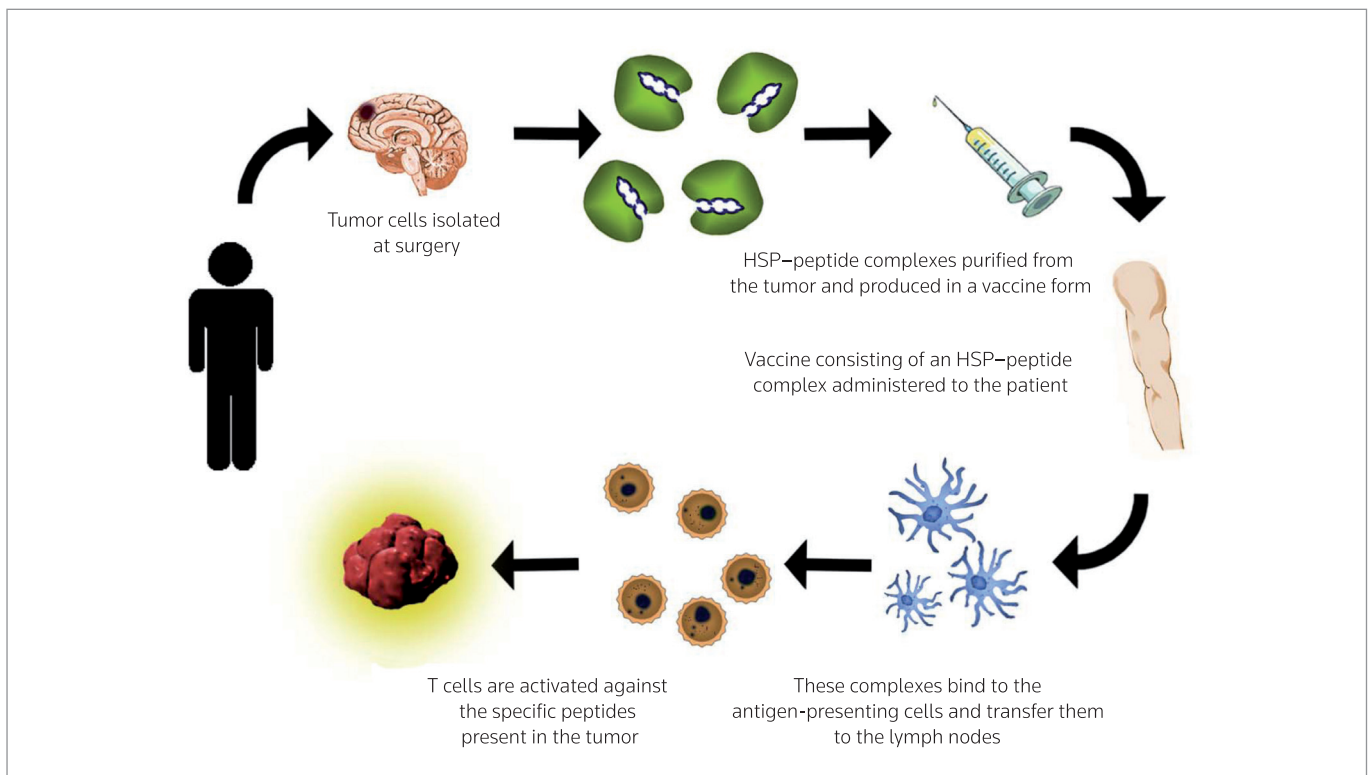 Tumor cells isolated
at surgery
HSP–peptide complexes purified from
the tumor and produced in a vaccine form
Vaccine consisting of an HSP–peptide
complex administered to the patient
T cells are activated against
the specific peptides
present in the tumor
These complexes bind to the
antigen-presenting cells and transfer them
to the lymph nodes